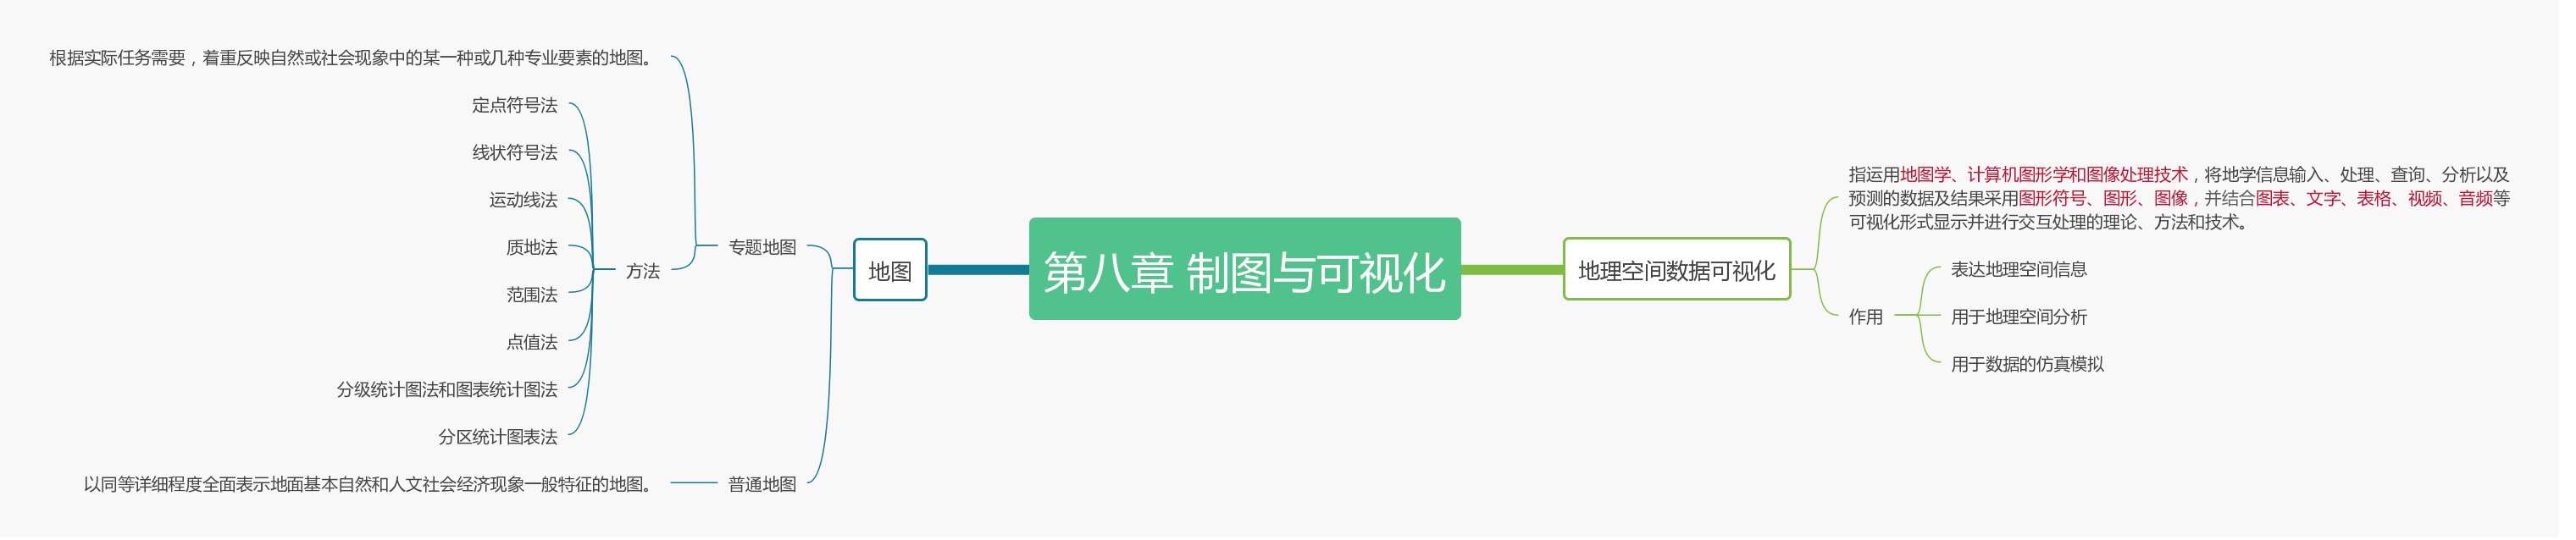 第八章 制图与可视化
地图
专题地图
根据实际任务需要，着重反映自然或社会现象中的某一种或几种专业要素的地图。
方法
定点符号法
线状符号法
运动线法
质地法
范围法
点值法
分级统计图法和图表统计图法
分区统计图表法
普通地图
以同等详细程度全面表示地面基本自然和人文社会经济现象一般特征的地图。
地理空间数据可视化
指运用地图学、计算机图形学和图像处理技术，将地学信息输入、处理、查询、分析以及
预测的数据及结果采用图形符号、图形、图像，并结合图表、文字、表格、视频、音频等
可视化形式显示并进行交互处理的理论、方法和技术。
作用
表达地理空间信息
用于地理空间分析
用于数据的仿真模拟